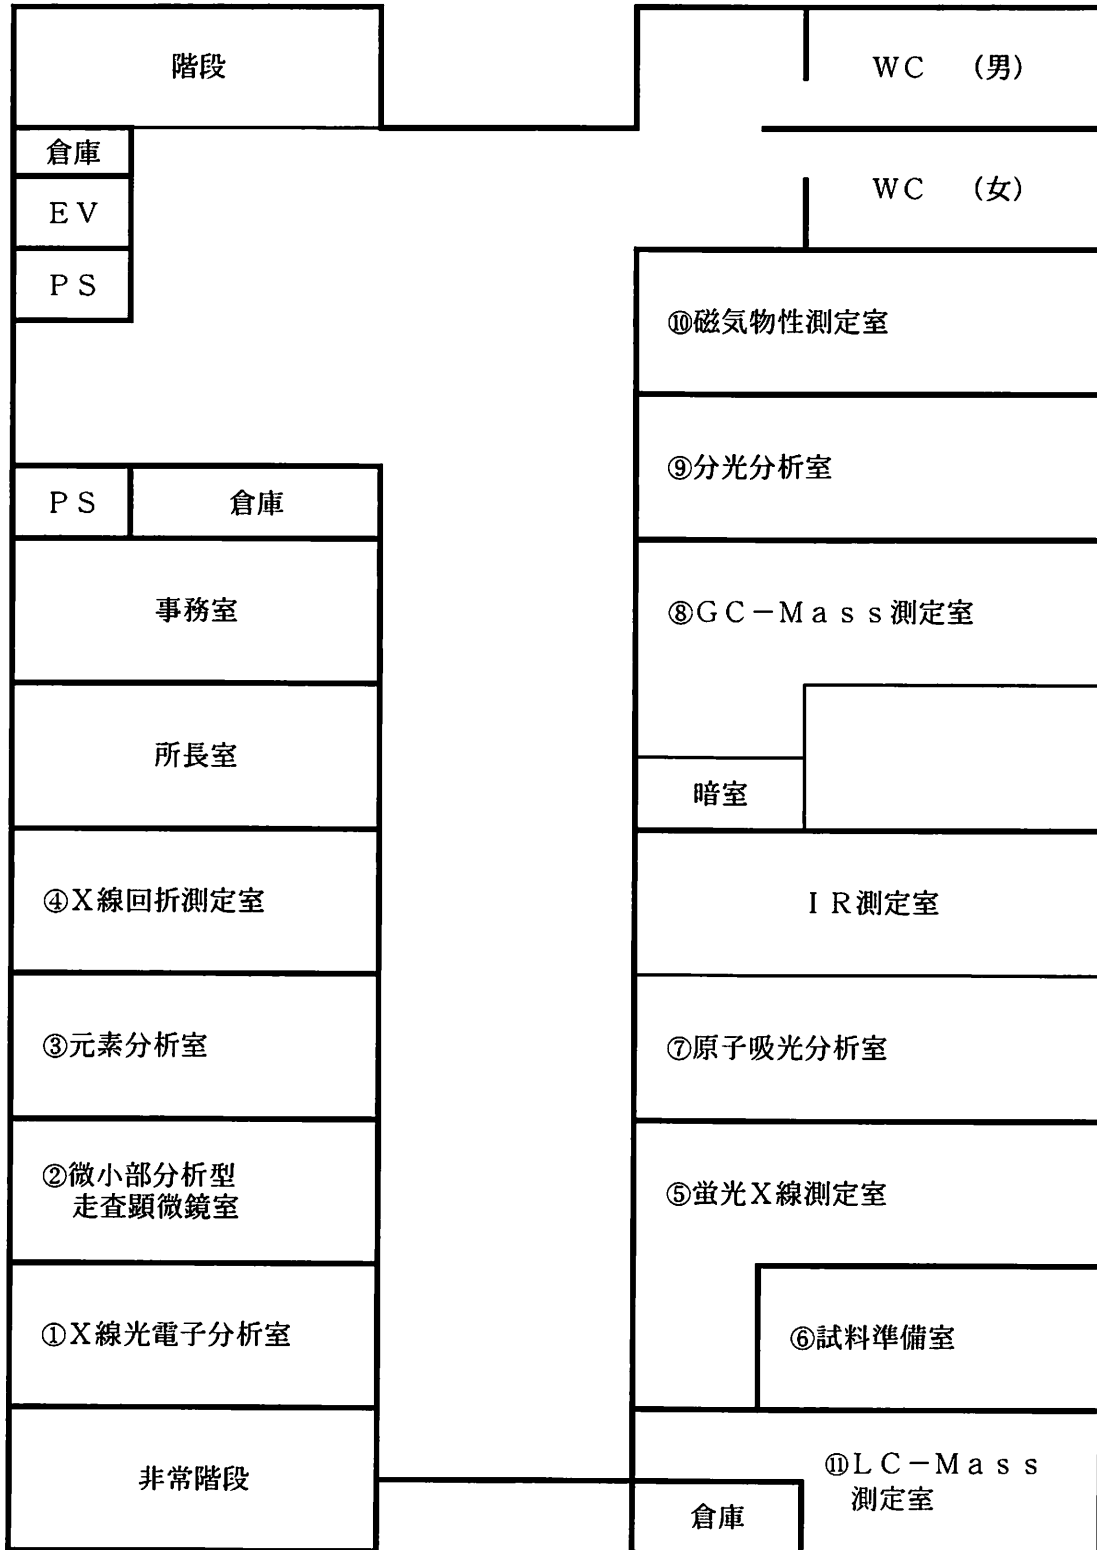 階段
WC (男)
倉庫
EV
WC (女)
PS
⑩磁気物性測定室
⑨分光分析室
PS
倉庫
事務室
⑧GC−Mass測定室
所長室
暗室
④X線回折測定室
IR測定室
③元素分析室
⑦原子吸光分析室
②微小部分析型
走査顕微鏡室
⑤蛍光X線測定室
①X線光電子分析室
⑥試料準備室
非常階段
⑪LC−Mass
測定室
倉庫